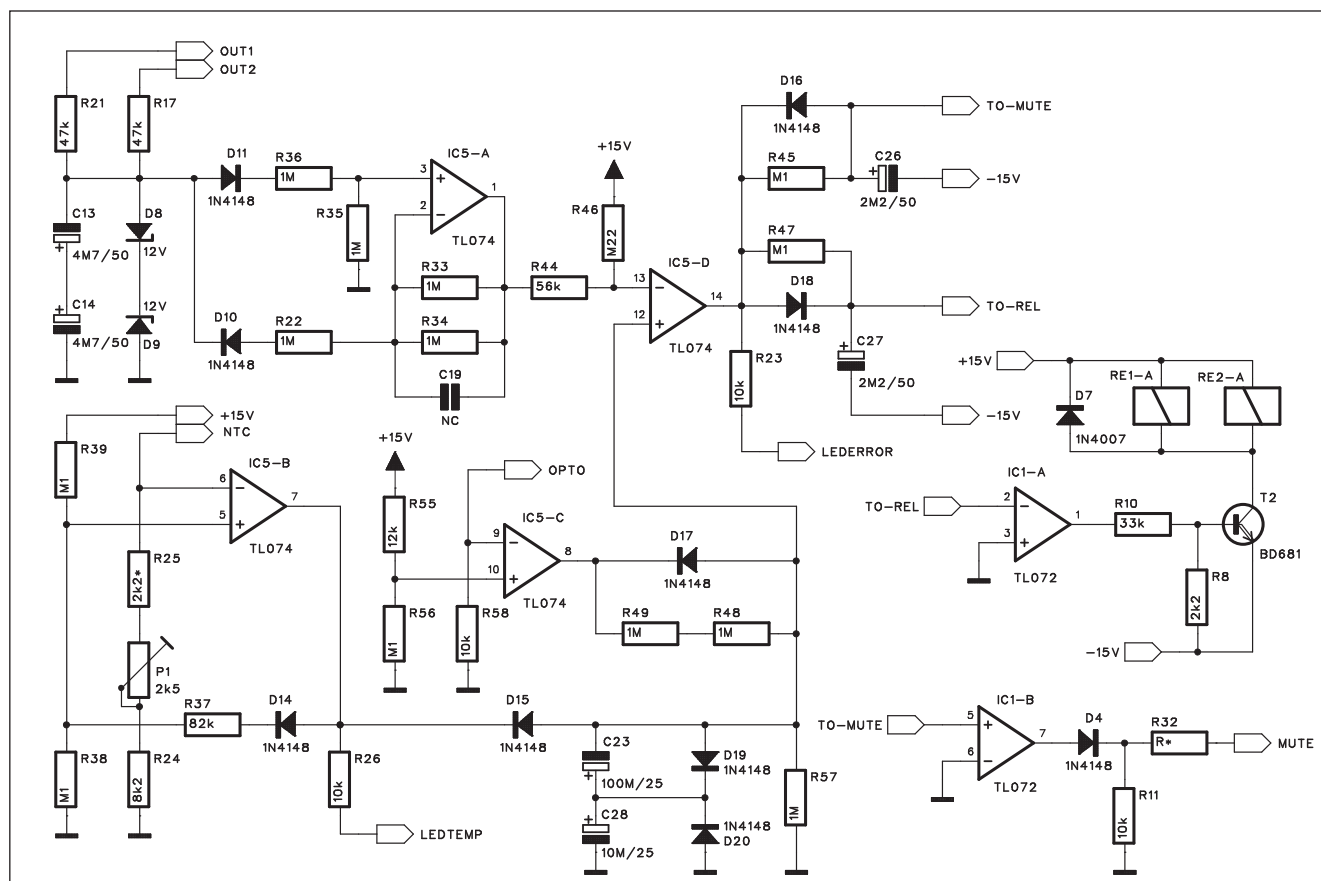 OUT1
OUT2
R21
47k
R17
47k
D11
1N4148
R36
1M
IC5-A
3
2
1
TL074
R35
1M
C13
4M7/50
D8
12V
C14
4M7/50
12V
D9
D10
1N4148
R22
1M
R33
1M
R34
1M
C19
NC
R44
56k
+15V
R46
M22
IC5-D
13
12
14
TL074
D16
1N4148
R45
M1
C26
2M2/50
TO-MUTE
-15V
R47
M1
D18
1N4148
TO-REL
C27
2M2/50
-15V
R23
10k
LEDERROR
+15V
RE1-A
RE2-A
D7
1N4007
TO-REL
IC1-A
2
3
1
TL072
R10
33k
T2
BD681
R8
2k2
-15V
+15V
NTC
R39
M1
IC5-B
6
5
7
TL074
R25
2k2*
P1
2k5
R38
M1
R24
8k2
R37
82k
D14
1N4148
R26
10k
LEDTEMP
+15V
R55
12k
OPTO
IC5-C
9
10
8
TL074
R56
M1
R58
10k
D17
1N4148
R49
1M
R48
1M
D15
1N4148
C23
100M/25
D19
1N4148
C28
10M/25
1N4148
D20
R57
1M
TO-MUTE
IC1-B
5
6
7
TL072
D4
1N4148
R32
R*
MUTE
R11
10k